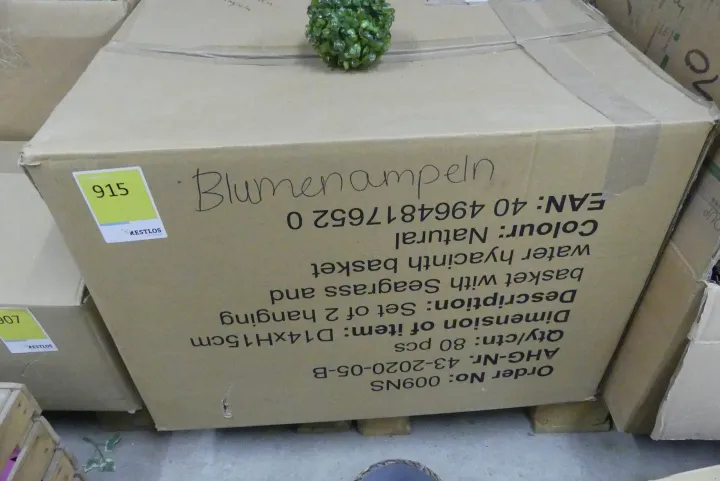 915
RESTLOS
Blumenampeln
Order No: 009NS
AHG-Nr. 43-2020-05-B
Qty/ctn: 80 pcs
Dimension of item: D14xH15cm
Description: Set of 2 hanging
basket with Seagrass and
water hyacinth basket
Colour: Natural
EAN: 40 4964817652 0
907
RESTLOS